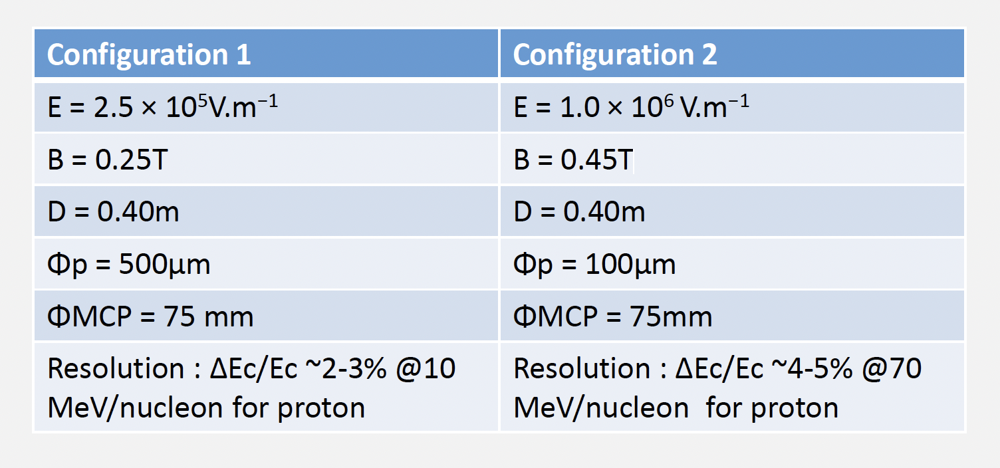 Configuration 1
Configuration 2
E = 2.5 × 10⁵V.m⁻¹
E = 1.0 × 10⁶ V.m⁻¹
B = 0.25T
B = 0.45T
D = 0.40m
D = 0.40m
Φp = 500µm
Φp = 100µm
ΦMCP = 75 mm
ΦMCP = 75mm
Resolution : ΔEc/Ec ~2-3% @10
MeV/nucleon for proton
Resolution : ΔEc/Ec ~4-5% @70
MeV/nucleon for proton